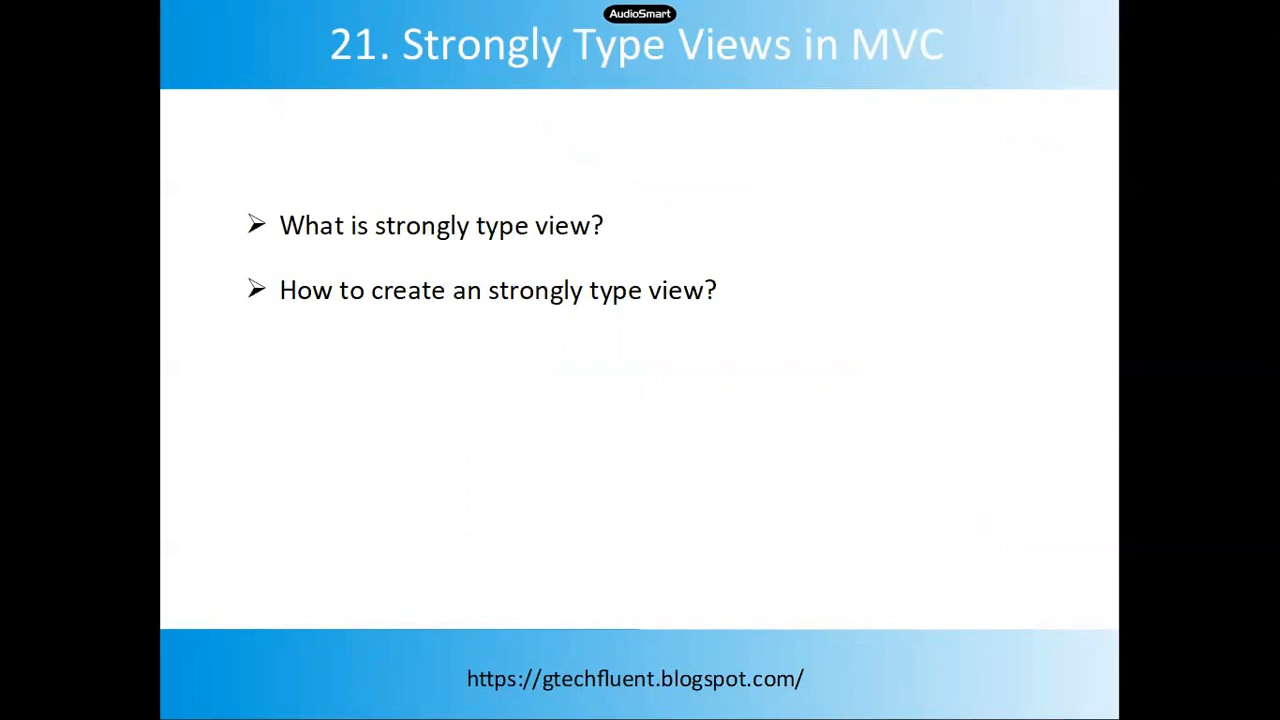 AudioSmart
21. Strongly Type Views in MVC
➢ What is strongly type view?
➢ How to create an strongly type view?
https://gtechfluent.blogspot.com/